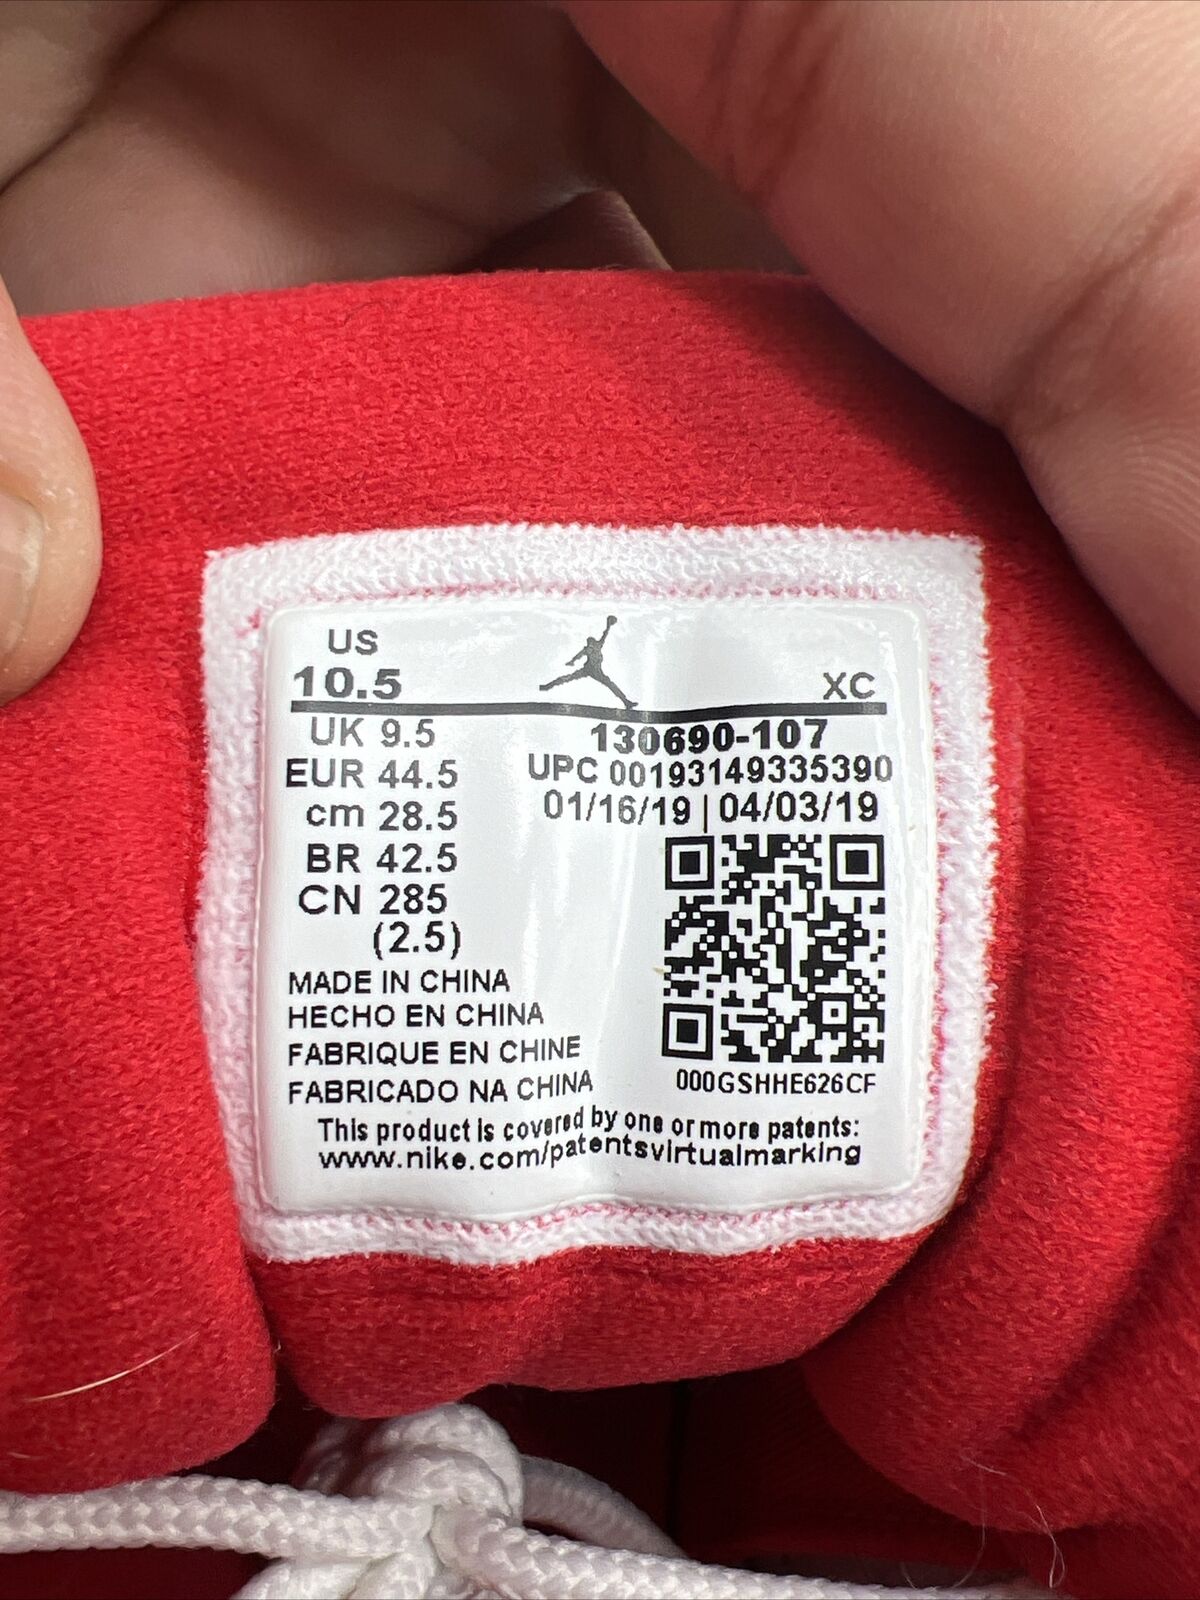 US
10.5
XC
UK 9.5
EUR 44.5
cm 28.5
BR 42.5
CN 285
(2.5)
130690-107
UPC 00193149335390
01/16/19 | 04/03/19
000GSHHE626CF
MADE IN CHINA
HECHO EN CHINA
FABRIQUE EN CHINE
FABRICADO NA CHINA
This product is covered by one or more patents:
www.nike.com/patentsvirtualmarking